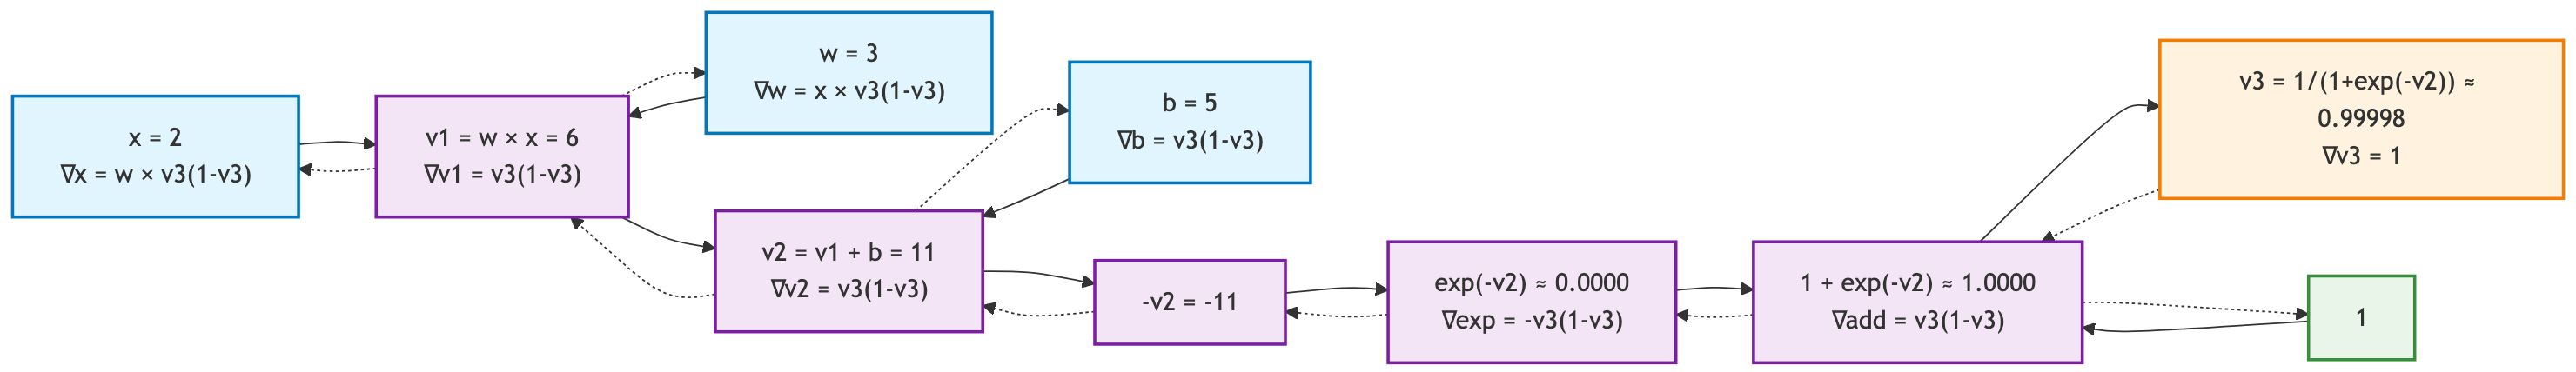 x = 2
∇x = w × v3(1-v3)
v1 = w × x = 6
∇v1 = v3(1-v3)
w = 3
∇w = x × v3(1-v3)
v2 = v1 + b = 11
∇v2 = v3(1-v3)
b = 5
∇b = v3(1-v3)
-v2 = -11
exp(-v2) ≈ 0.0000
∇exp = -v3(1-v3)
1 + exp(-v2) ≈ 1.0000
∇add = v3(1-v3)
v3 = 1/(1+exp(-v2)) ≈
0.99998
∇v3 = 1
1